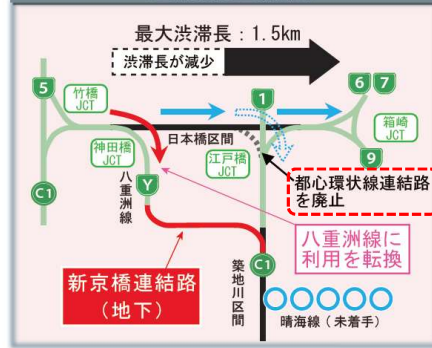 最大渋滞長：1.5km
渋滞長が減少
5
竹橋
JCT
1
6 7
箱崎
JCT
日本橋区間
神田橋
JCT
江戸橋
JCT
9
都心環状線連結路
を廃止
C1
八重洲線
Y
八重洲線に
利用を転換
新京橋連結路
（地下）
築地川区間
C1
晴海線（未着手）